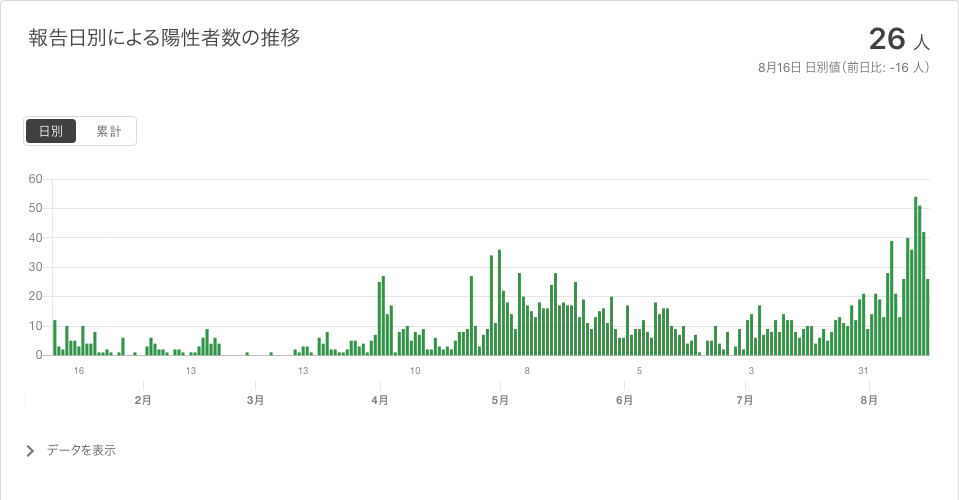 報告日別による陽性者数の推移
26 人
8月16日 日別値（前日比: -16 人）
日別 累計
60
50
40
30
20
10
0
16 13 13 10 8 5 3 31
2月 3月 4月 5月 6月 7月 8月
データを表示